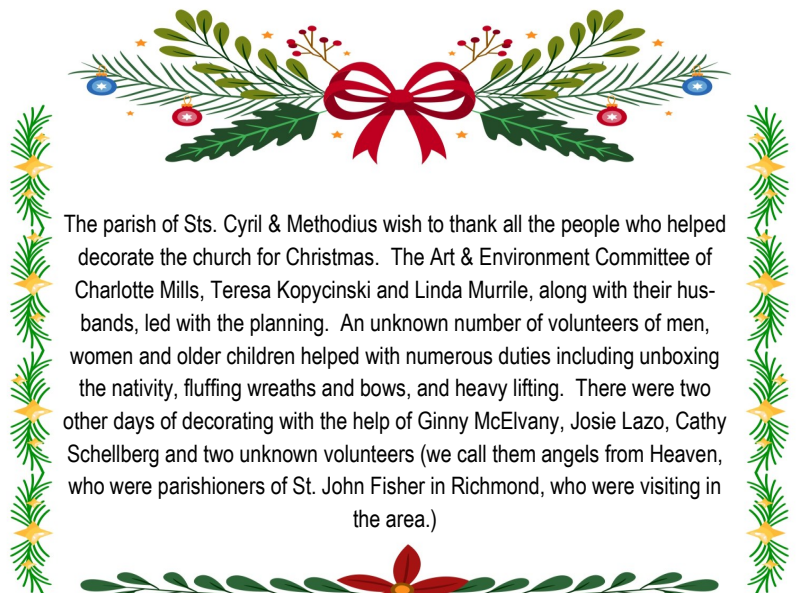 The parish of Sts. Cyril & Methodius wish to thank all the people who helped
decorate the church for Christmas.  The Art & Environment Committee of
Charlotte Mills, Teresa Kopycinski and Linda Murrile, along with their hus-
bands, led with the planning.  An unknown number of volunteers of men,
women and older children helped with numerous duties including unboxing
the nativity, fluffing wreaths and bows, and heavy lifting.  There were two
other days of decorating with the help of Ginny McElvany, Josie Lazo, Cathy
Schellberg and two unknown volunteers (we call them angels from Heaven,
who were parishioners of St. John Fisher in Richmond, who were visiting in
the area.)